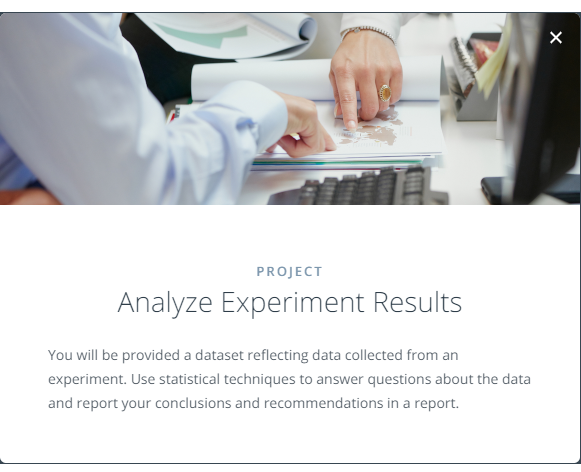 PROJECT
Analyze Experiment Results
You will be provided a dataset reflecting data collected from an
experiment. Use statistical techniques to answer questions about the data
and report your conclusions and recommendations in a report.